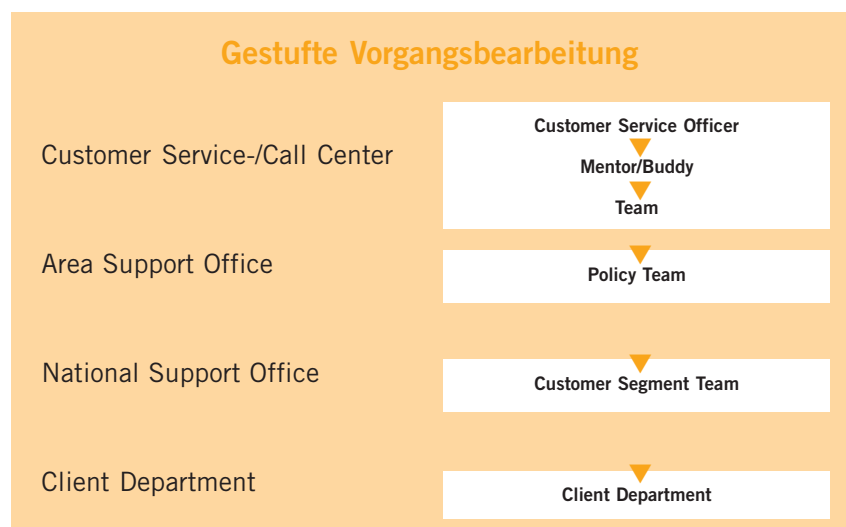 Gestufte Vorgangsbearbeitung
Customer Service-/Call Center
Customer Service Officer
Mentor/Buddy
Team
Area Support Office
Policy Team
National Support Office
Customer Segment Team
Client Department
Client Department